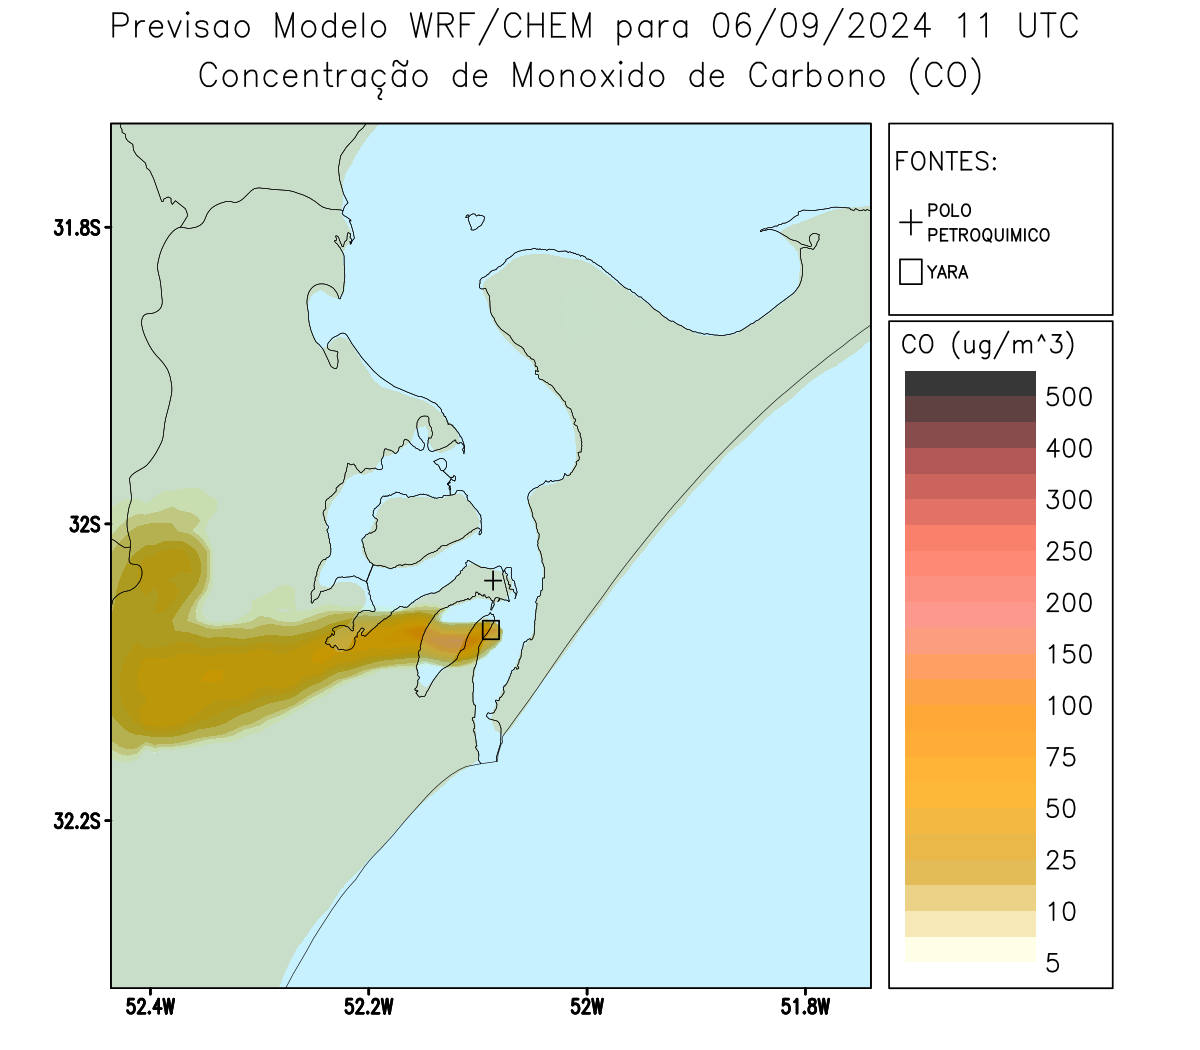 Previsao Modelo WRF/CHEM para 06/09/2024 11 UTC
Concentração de Monoxido de Carbono (CO)
FONTES:
POLO
PETROQUIMICO
YARA
CO (ug/m^3)
500
400
300
250
200
150
100
75
50
25
10
5
31.8S
32S
32.2S
52.4W
52.2W
52W
51.8W